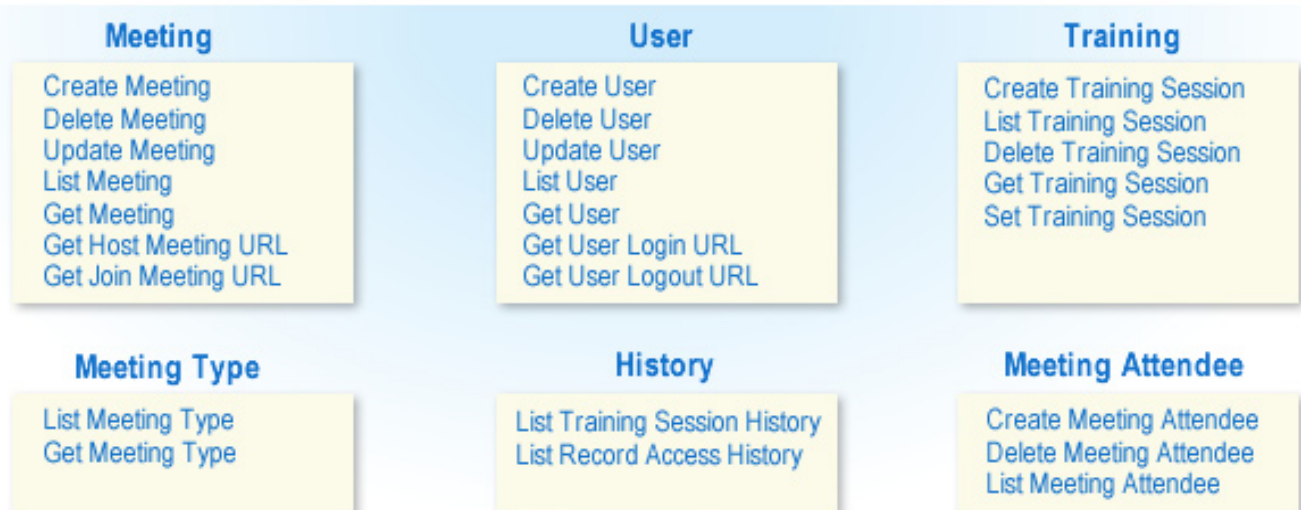 Meeting
Create Meeting
Delete Meeting
Update Meeting
List Meeting
Get Meeting
Get Host Meeting URL
Get Join Meeting URL
User
Create User
Delete User
Update User
List User
Get User
Get User Login URL
Get User Logout URL
Training
Create Training Session
List Training Session
Delete Training Session
Get Training Session
Set Training Session
Meeting Type
List Meeting Type
Get Meeting Type
History
List Training Session History
List Record Access History
Meeting Attendee
Create Meeting Attendee
Delete Meeting Attendee
List Meeting Attendee